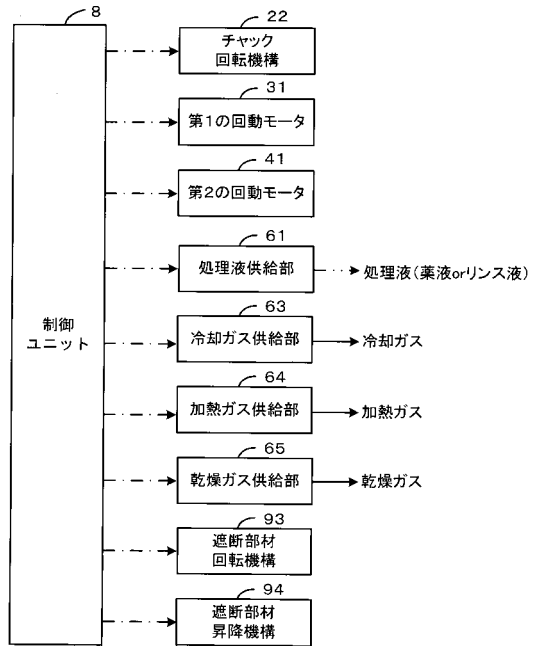 8
制御
ユニット
22
チャック
回転機構
31
第1の回動モータ
41
第2の回動モータ
61
処理液供給部
処理液(薬液orリンス液)
63
冷却ガス供給部
冷却ガス
64
加熱ガス供給部
加熱ガス
65
乾燥ガス供給部
乾燥ガス
93
遮断部材
回転機構
94
遮断部材
昇降機構